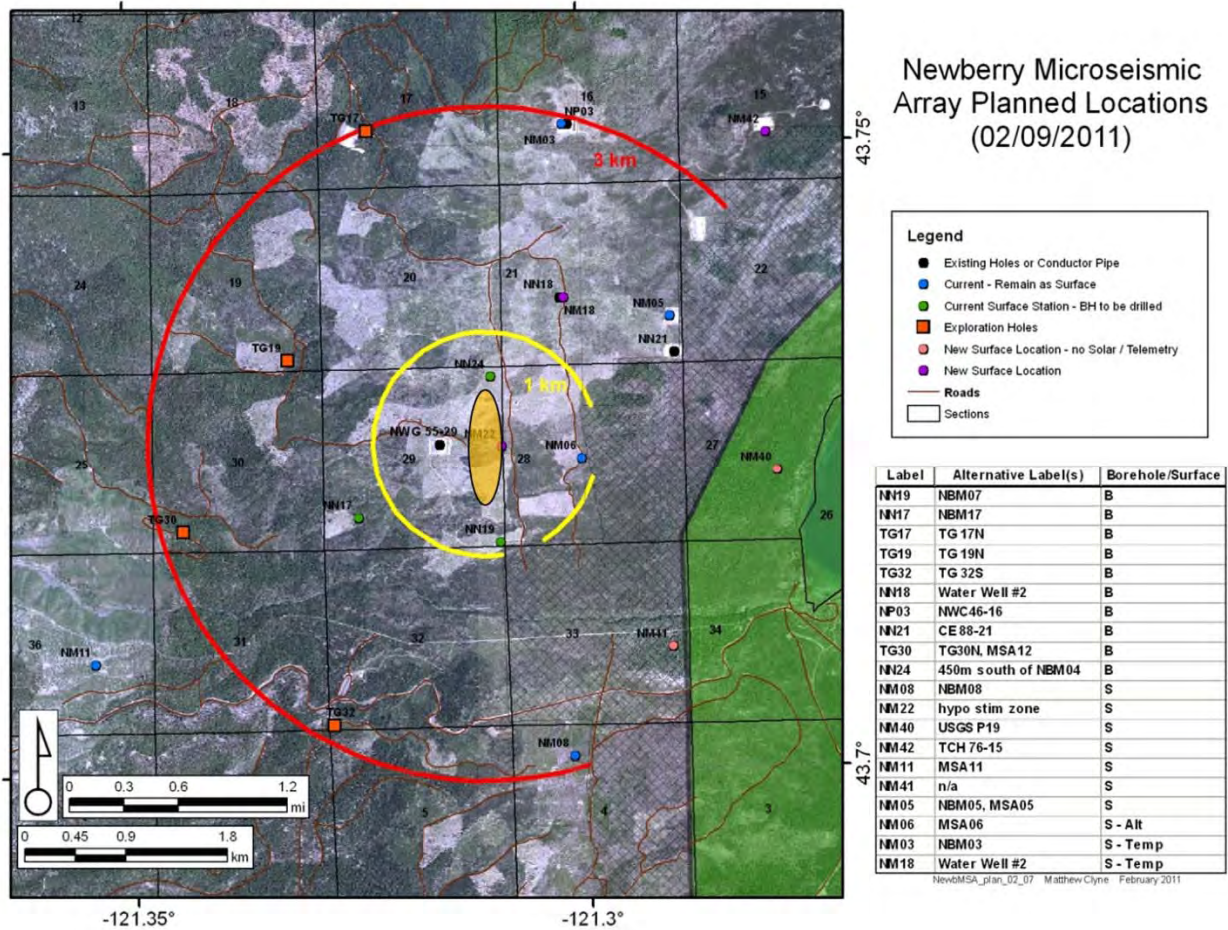 Newberry Microseismic
Array Planned Locations
(02/09/2011)
12
13
18
17
16
15
TG17
NP03
NM03
NM42
3 km
43.75°
24
19
20
21
22
NN18
NM18
NM05
NN21
TG19
NN24
1 km
NWG 55-29
NM22
NM06
29
28
27
NM40
25
30
26
NN17
NN19
TG30
36
31
32
33
34
NM11
NM41
TG32
NM08
43.7°
5
4
3
0 0.3 0.6 1.2
mi
0 0.45 0.9 1.8
km
-121.35° -121.3°
Legend
Existing Holes or Conductor Pipe
Current - Remain as Surface
Current Surface Station - BH to be drilled
Exploration Holes
New Surface Location - no Solar / Telemetry
New Surface Location
Roads
Sections
Label Alternative Label(s) Borehole/Surface
NN19 NBM07 B
NN17 NBM17 B
TG17 TG 17N B
TG19 TG 19N B
TG32 TG 32S B
NN18 Water Well #2 B
NP03 NWC46-16 B
NN21 CE 88-21 B
TG30 TG30N, MSA12 B
NN24 450m south of NBM04 B
NM08 NBM08 S
NM22 hypo stim zone S
NM40 USGS P19 S
NM42 TCH 76-15 S
NM11 MSA11 S
NM41 n/a S
NM05 NBM05, MSA05 S
NM06 MSA06 S - Alt
NM03 NBM03 S - Temp
NM18 Water Well #2 S - Temp
NewbMSA_plan_02_07 Matthew Clyne February 2011